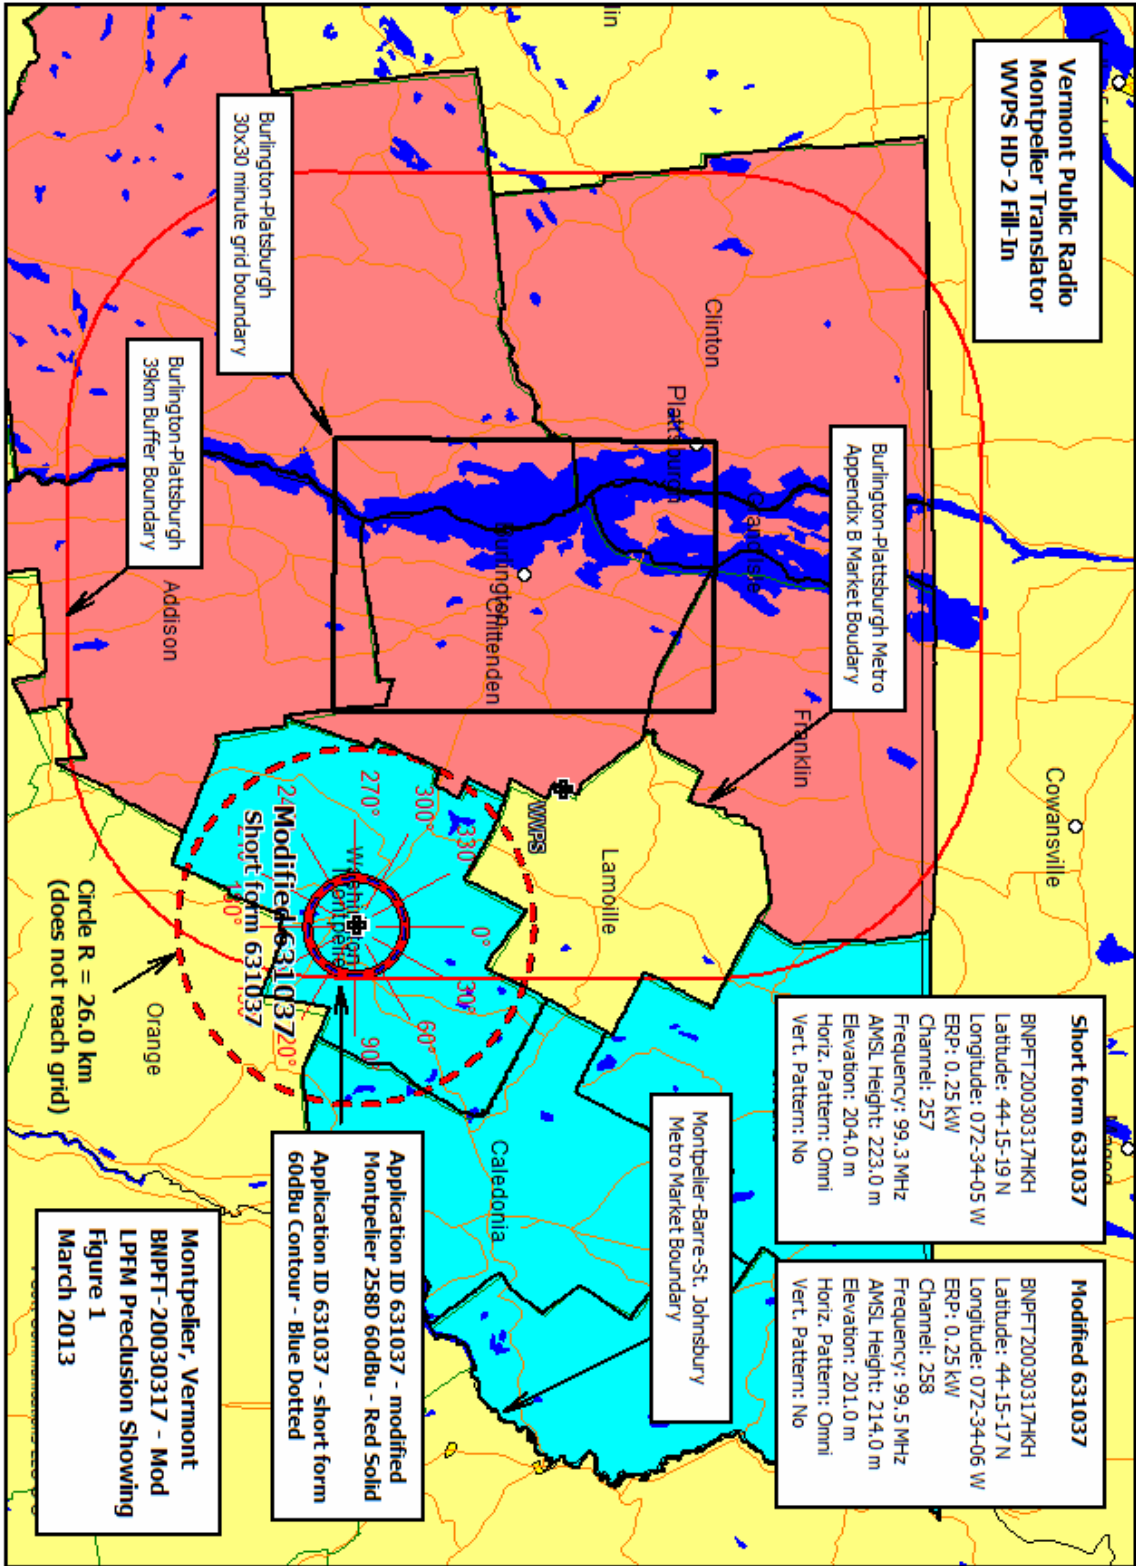 Vermont Public Radio
Montpelier Translator
WVPS HD-2 Fill-In
Cowansville
Short form 631037
BNPFT20030317HKH
Latitude: 44-15-19 N
Longitude: 072-34-05 W
ERP: 0.25 kW
Channel: 257
Frequency: 99.3 MHz
AMSL Height: 223.0 m
Elevation: 204.0 m
Horiz. Pattern: Omni
Vert. Pattern: No
Modified 631037
BNPFT20030317HKH
Latitude: 44-15-17 N
Longitude: 072-34-06 W
ERP: 0.25 kW
Channel: 258
Frequency: 99.5 MHz
AMSL Height: 214.0 m
Elevation: 201.0 m
Horiz. Pattern: Omni
Vert. Pattern: No
Burlington-Plattsburgh Metro
Appendix B Market Boudary
Franklin
Clinton
Plattsburgh
Grand Isle
Montpelier-Barre-St. Johnsbury
Metro Market Boundary
Lamoille
WVPS
Burlington
Chittenden
Caledonia
0°
30°
60°
90°
270°
300°
330
Modified 631037
Short form 631037
Application ID 631037 - modified
Montpelier 258D 60dBu - Red Solid
Application ID 631037 - short form
60dBu Contour - Blue Dotted
Burlington-Platsburgh
30x30 minute grid boundary
Burlington-Plattsburgh
39km Buffer Boundary
Addison
Orange
Circle R = 26.0 km
(does not reach grid)
Montpelier, Vermont
BNPFT-20030317 - Mod
LPFM Preclusion Showing
Figure 1
March 2013